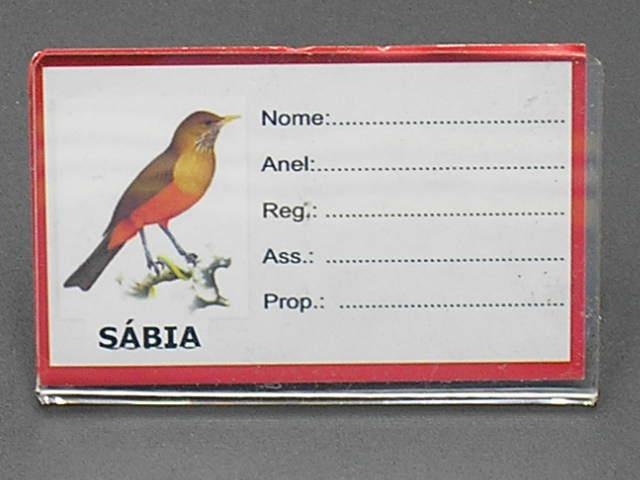 Nome:.......................................
Anel:..........................................
Reg.: ........................................
Ass.: ........................................
Prop.: ......................................
SÁBIA